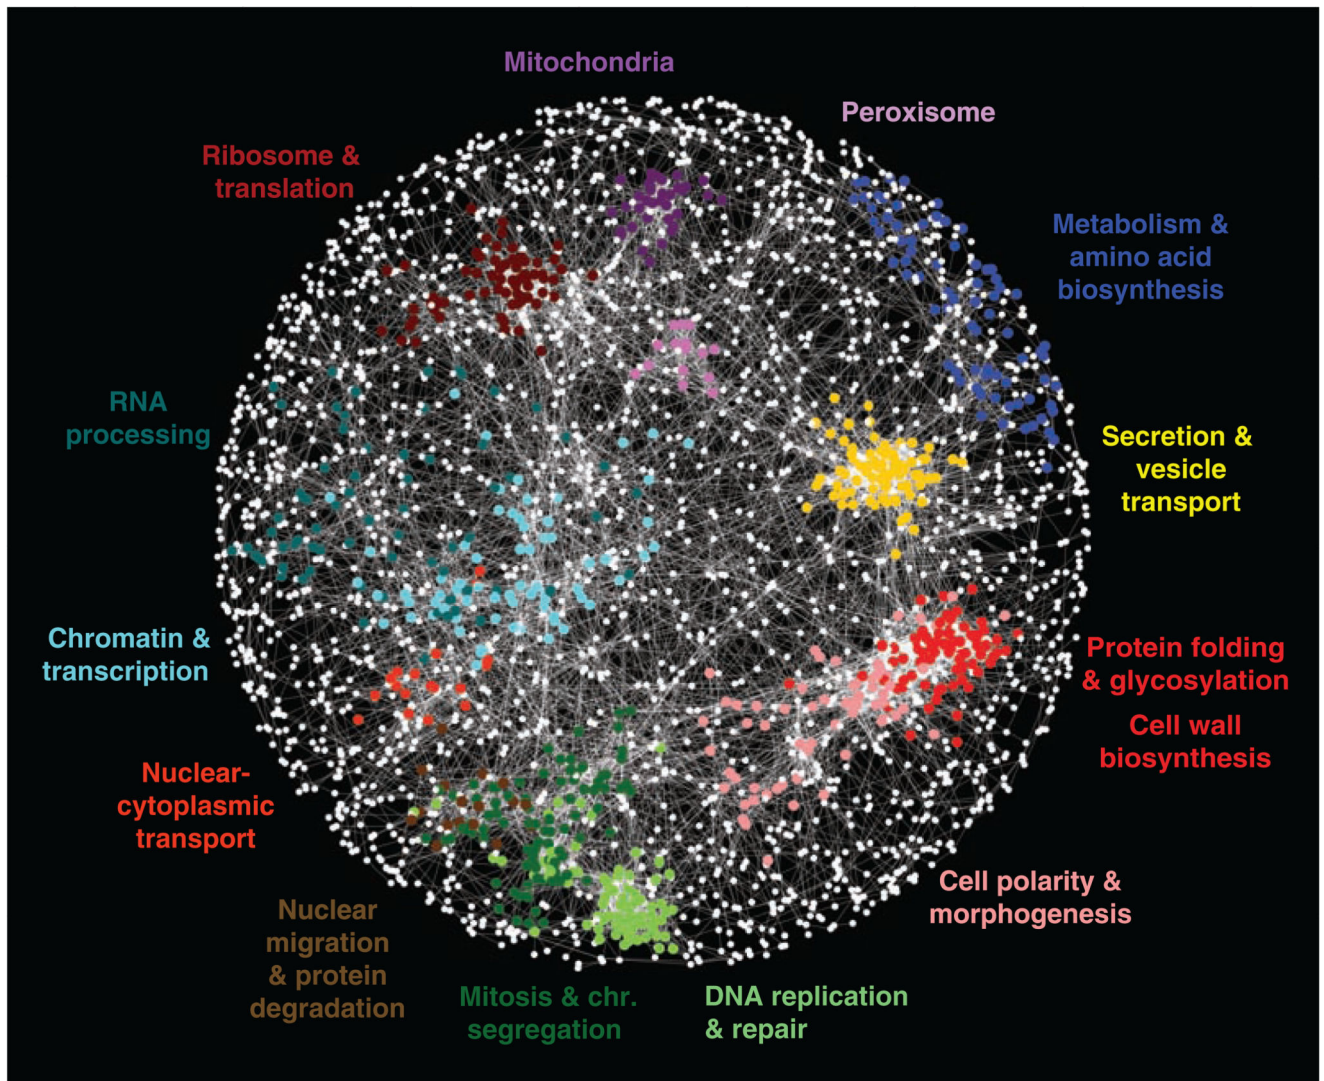 Mitochondria
Peroxisome
Ribosome &
translation
Metabolism &
amino acid
biosynthesis
RNA
processing
Secretion &
vesicle
transport
Chromatin &
transcription
Protein folding
& glycosylation
Cell wall
biosynthesis
Nuclear-
cytoplasmic
transport
Cell polarity &
morphogenesis
Nuclear
migration
& protein
degradation
Mitosis & chr.
segregation
DNA replication
& repair